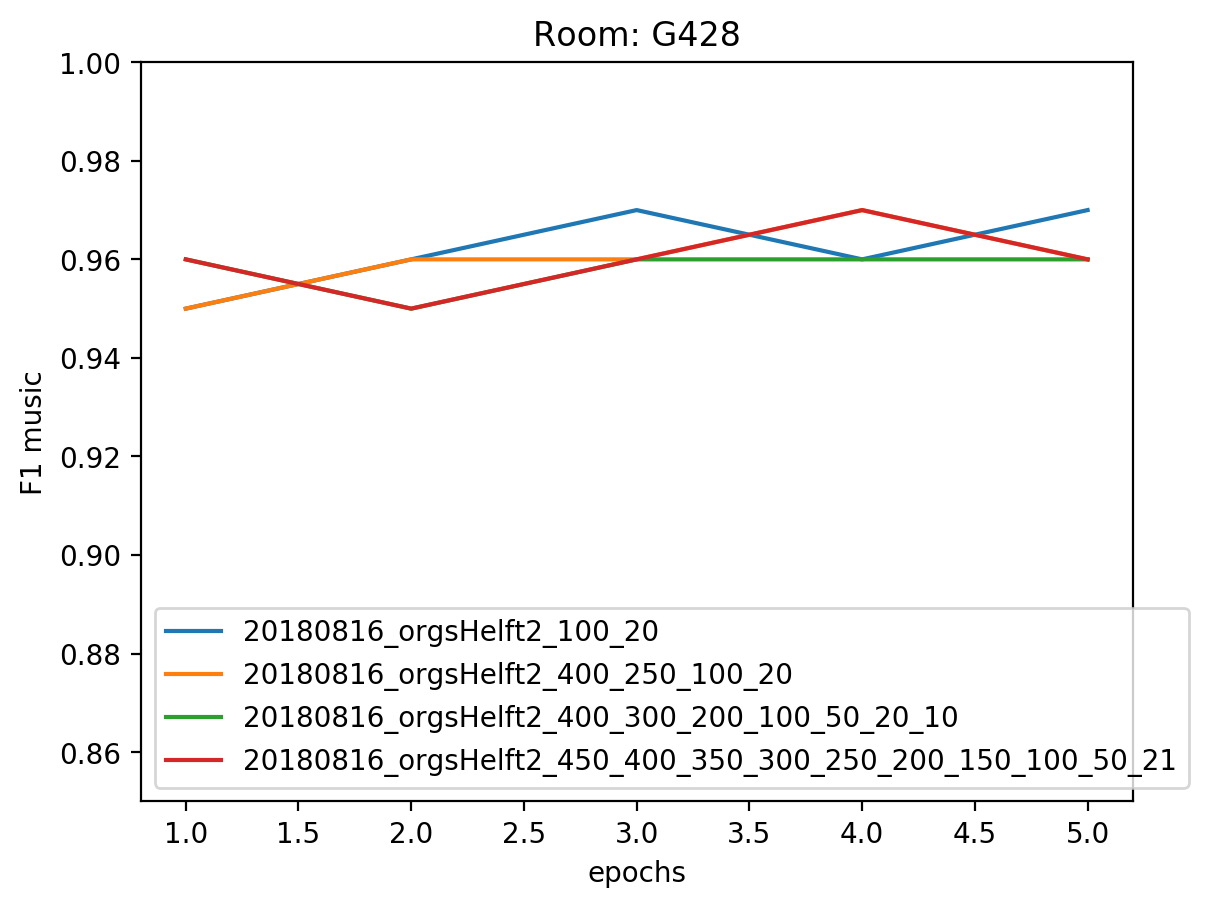 Room: G428
1.00
0.98
0.96
0.94
0.92
0.90
0.88
0.86
F1 music
20180816_orgsHelft2_100_20
20180816_orgsHelft2_400_250_100_20
20180816_orgsHelft2_400_300_200_100_50_20_10
20180816_orgsHelft2_450_400_350_300_250_200_150_100_50_21
1.0 1.5 2.0 2.5 3.0 3.5 4.0 4.5 5.0
epochs